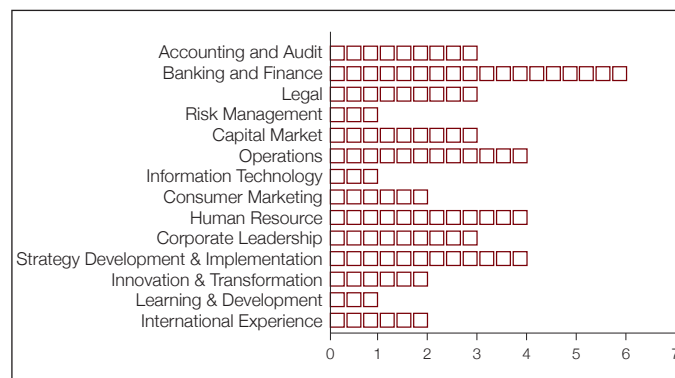 Accounting and Audit
Banking and Finance
Legal
Risk Management
Capital Market
Operations
Information Technology
Consumer Marketing
Human Resource
Corporate Leadership
Strategy Development & Implementation
Innovation & Transformation
Learning & Development
International Experience
0 1 2 3 4 5 6 7